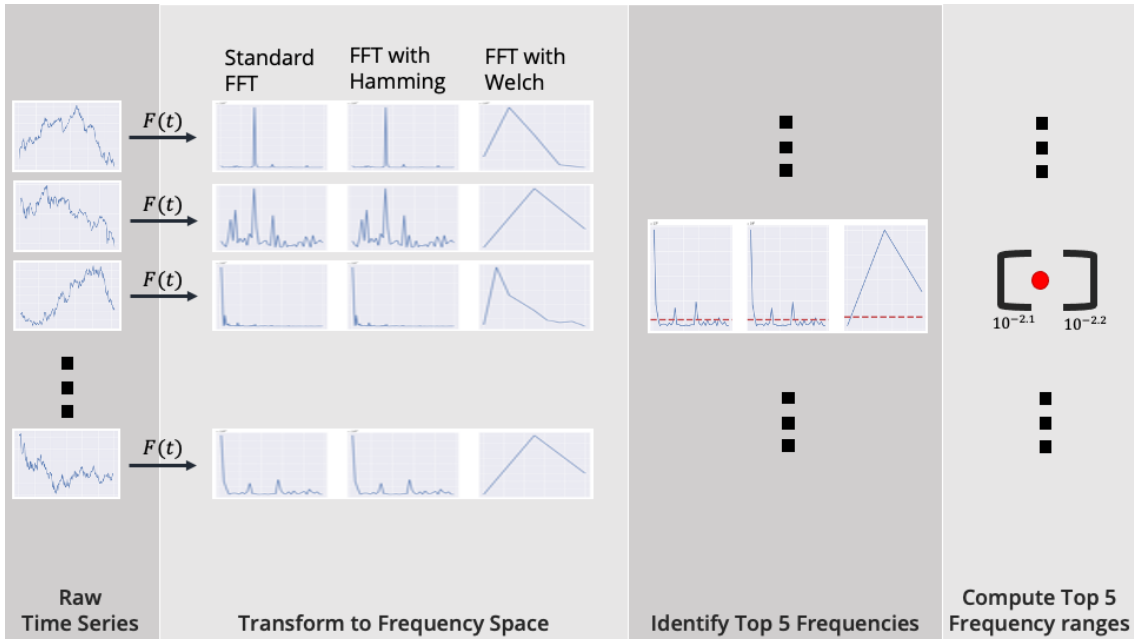 Standard
FFT
FFT with
Hamming
FFT with
Welch
F(t)
F(t)
F(t)
F(t)
10^{-2.1}
10^{-2.2}
Raw
Time Series
Transform to Frequency Space
Identify Top 5 Frequencies
Compute Top 5
Frequency ranges